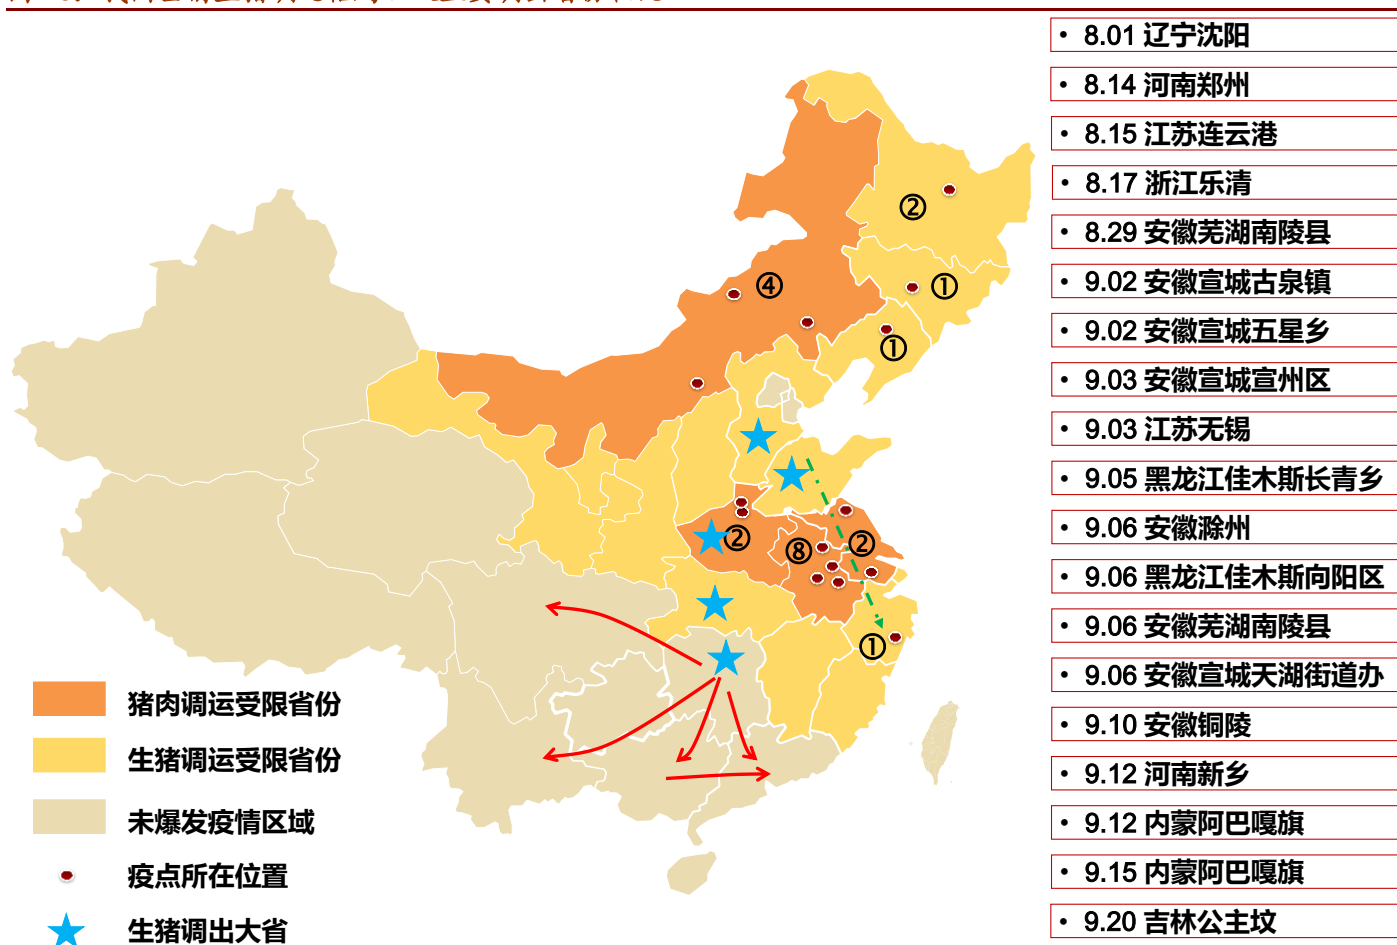 • 8.01 辽宁沈阳
• 8.14 河南郑州
• 8.15 江苏连云港
• 8.17 浙江乐清
• 8.29 安徽芜湖南陵县
• 9.02 安徽宣城古泉镇
• 9.02 安徽宣城五星乡
• 9.03 安徽宣城宣州区
• 9.03 江苏无锡
• 9.05 黑龙江佳木斯长青乡
• 9.06 安徽滁州
• 9.06 黑龙江佳木斯向阳区
• 9.06 安徽芜湖南陵县
• 9.06 安徽宣城天湖街道办
• 9.10 安徽铜陵
• 9.12 河南新乡
• 9.12 内蒙阿巴嘎旗
• 9.15 内蒙阿巴嘎旗
• 9.20 吉林公主坟
②
④
①
①
②
⑧
②
①
猪肉调运受限省份
生猪调运受限省份
未爆发疫情区域
疫点所在位置
生猪调出大省